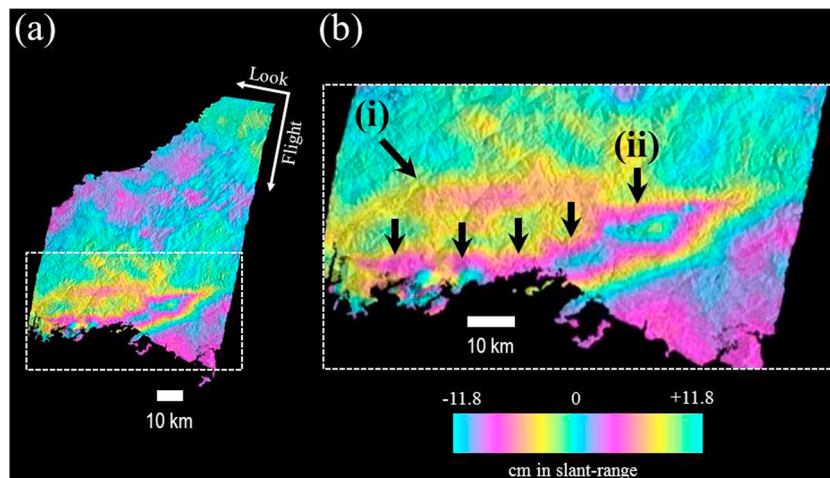 (a)
Look
Flight
10 km
(b)
(i)
(ii)
10 km
-11.8 0 +11.8
cm in slant-range